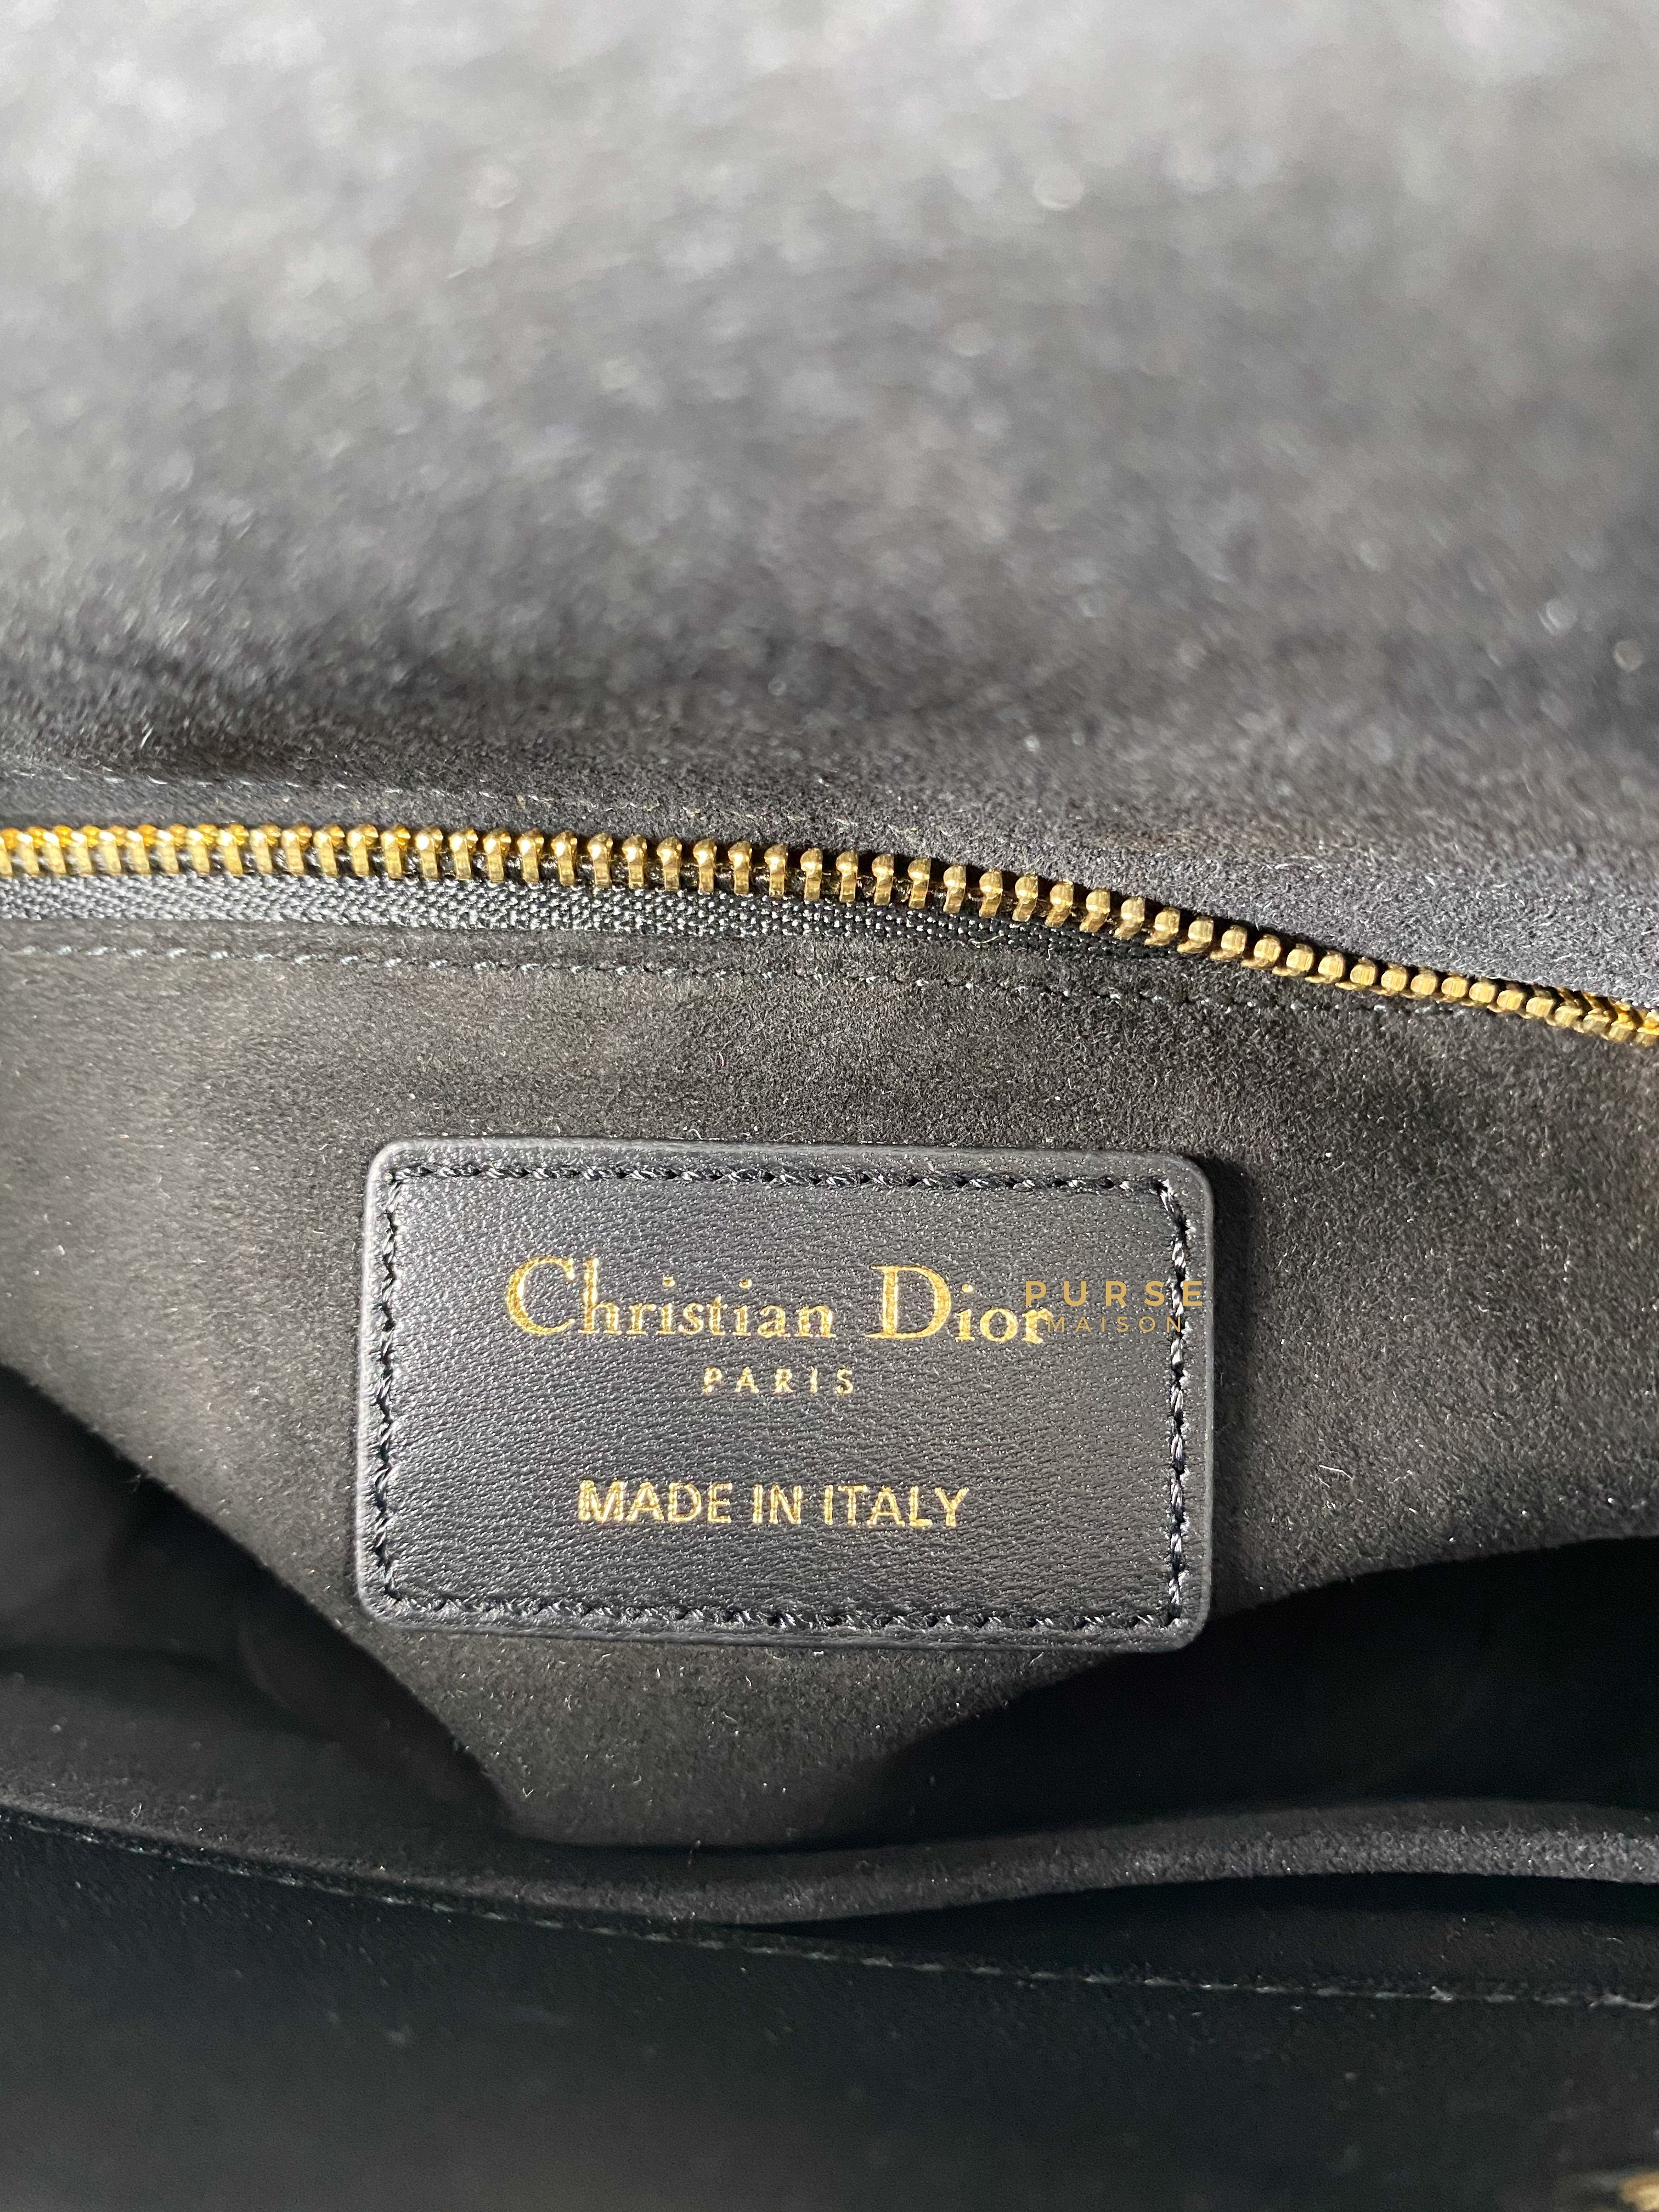 Christian Dior
PURSE
MAISON
PARIS
MADE IN ITALY